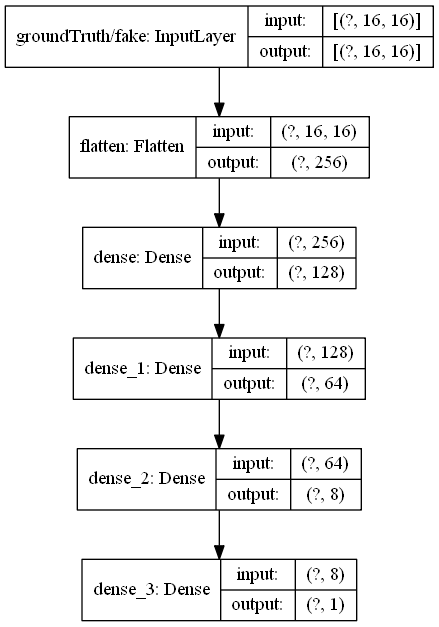 groundTruth/fake: InputLayer
input: [(?, 16, 16)]
output: [(?, 16, 16)]
flatten: Flatten
input: (?, 16, 16)
output: (?, 256)
dense: Dense
input: (?, 256)
output: (?, 128)
dense_1: Dense
input: (?, 128)
output: (?, 64)
dense_2: Dense
input: (?, 64)
output: (?, 8)
dense_3: Dense
input: (?, 8)
output: (?, 1)